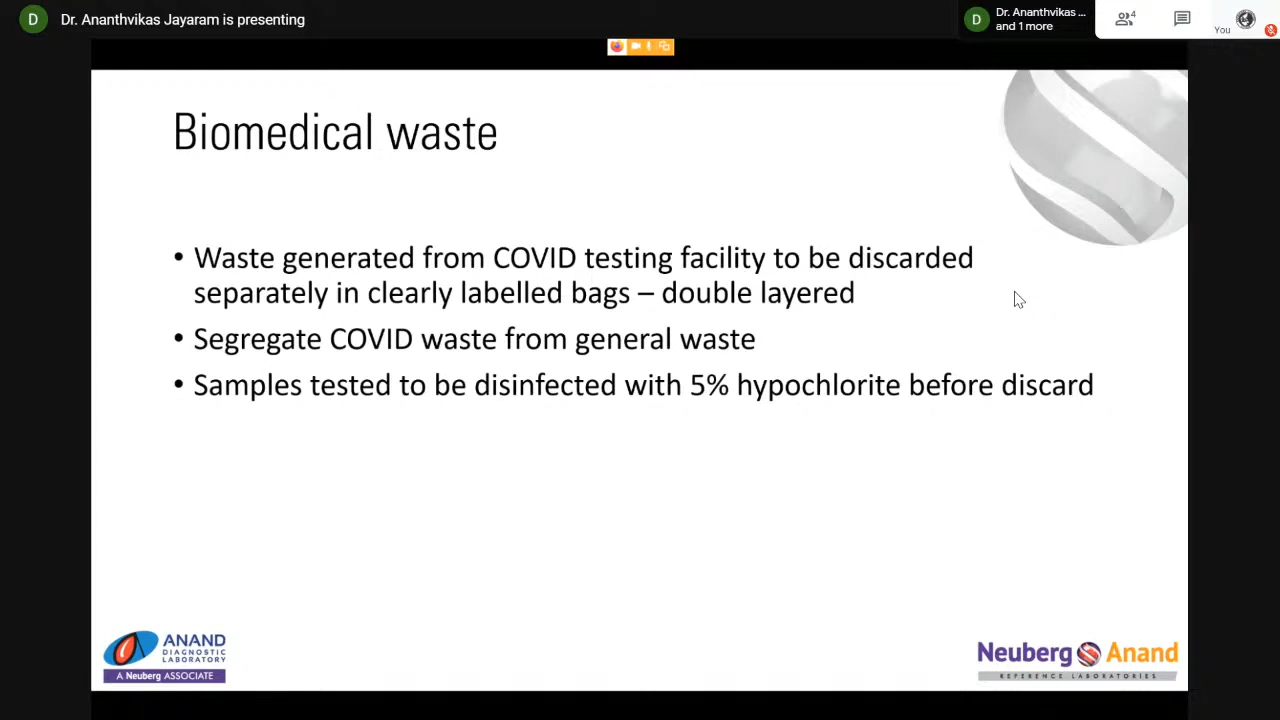 D Dr. Ananthvikas Jayaram is presenting
D Dr. Ananthvikas ...
and 1 more
4
You
Biomedical waste
• Waste generated from COVID testing facility to be discarded
separately in clearly labelled bags – double layered
• Segregate COVID waste from general waste
• Samples tested to be disinfected with 5% hypochlorite before discard
ANAND
DIAGNOSTIC
LABORATORY
A Neuberg ASSOCIATE
Neuberg Anand
REFERENCE LABORATORIES